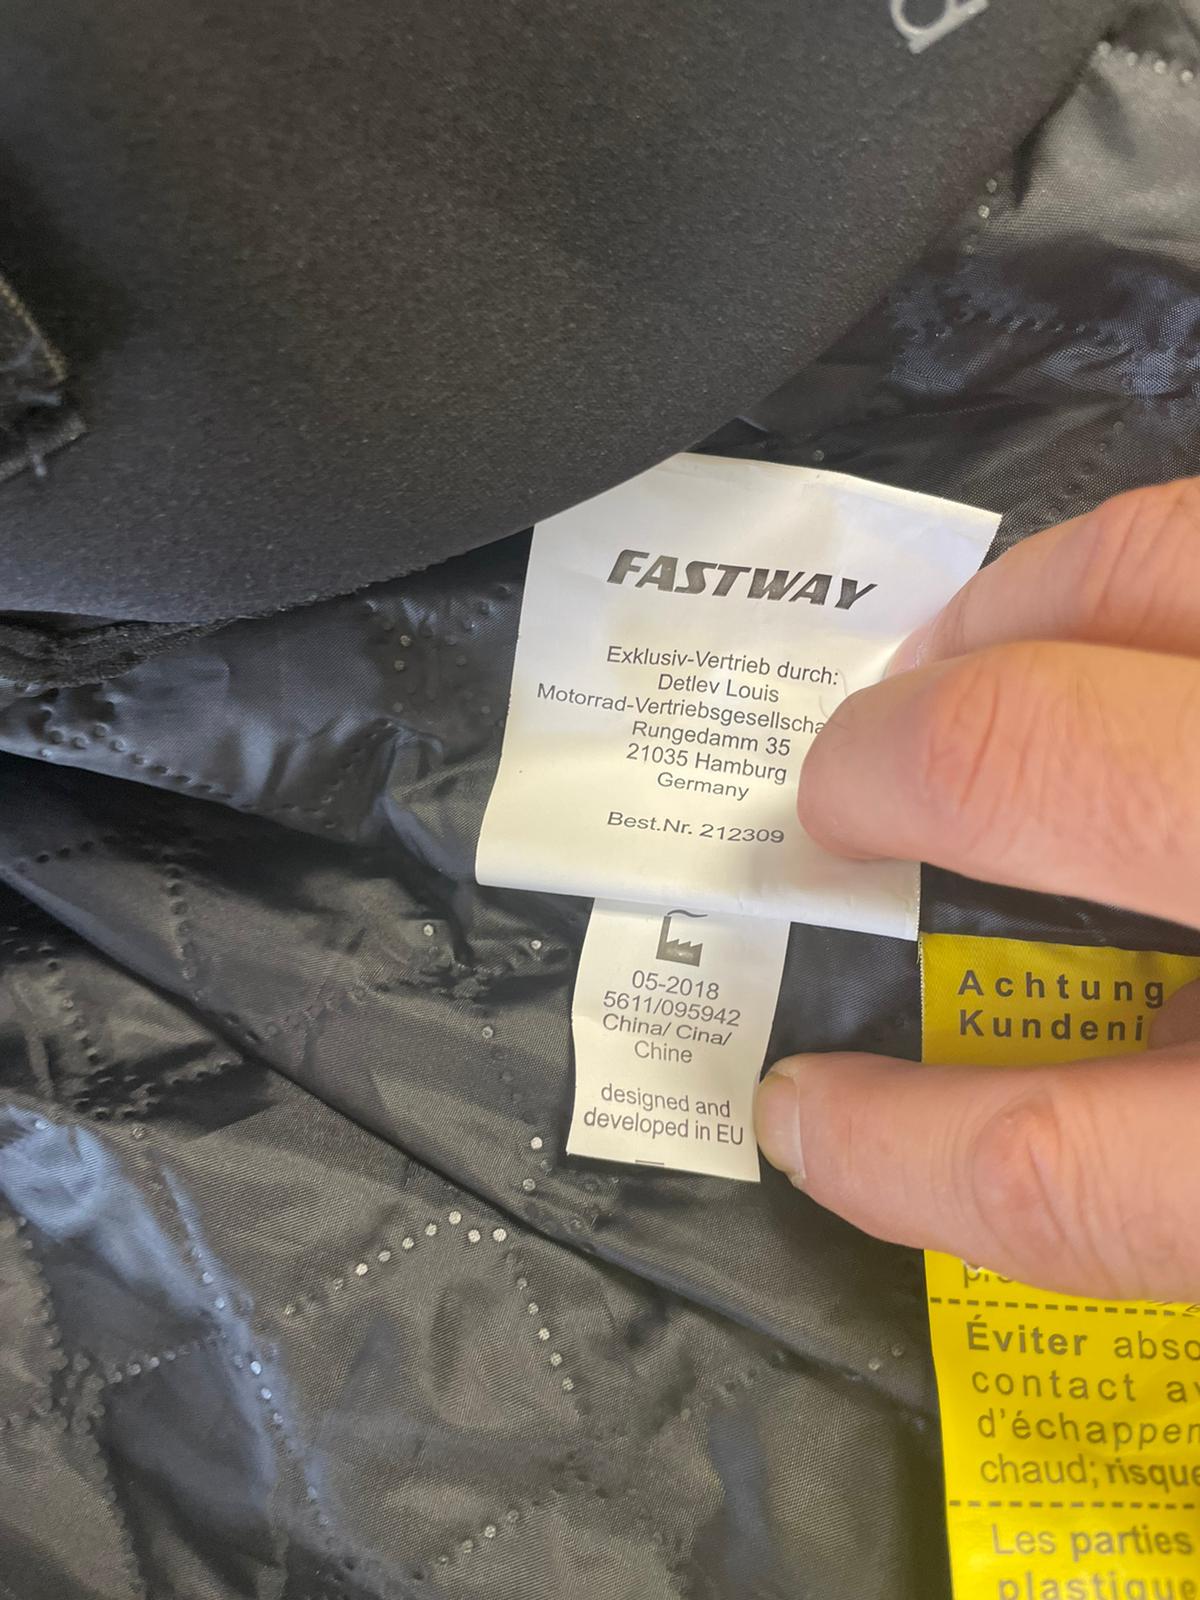 FASTWAY
Exklusiv-Vertrieb durch:
Detlev Louis
Rungedamm 35
21035 Hamburg
Germany
Best.Nr. 212309
05-2018
5611/095942
China/ Cina/
Chine
designed and
developed in EU
Achtung
Éviter
contact
chaud;
Les parties